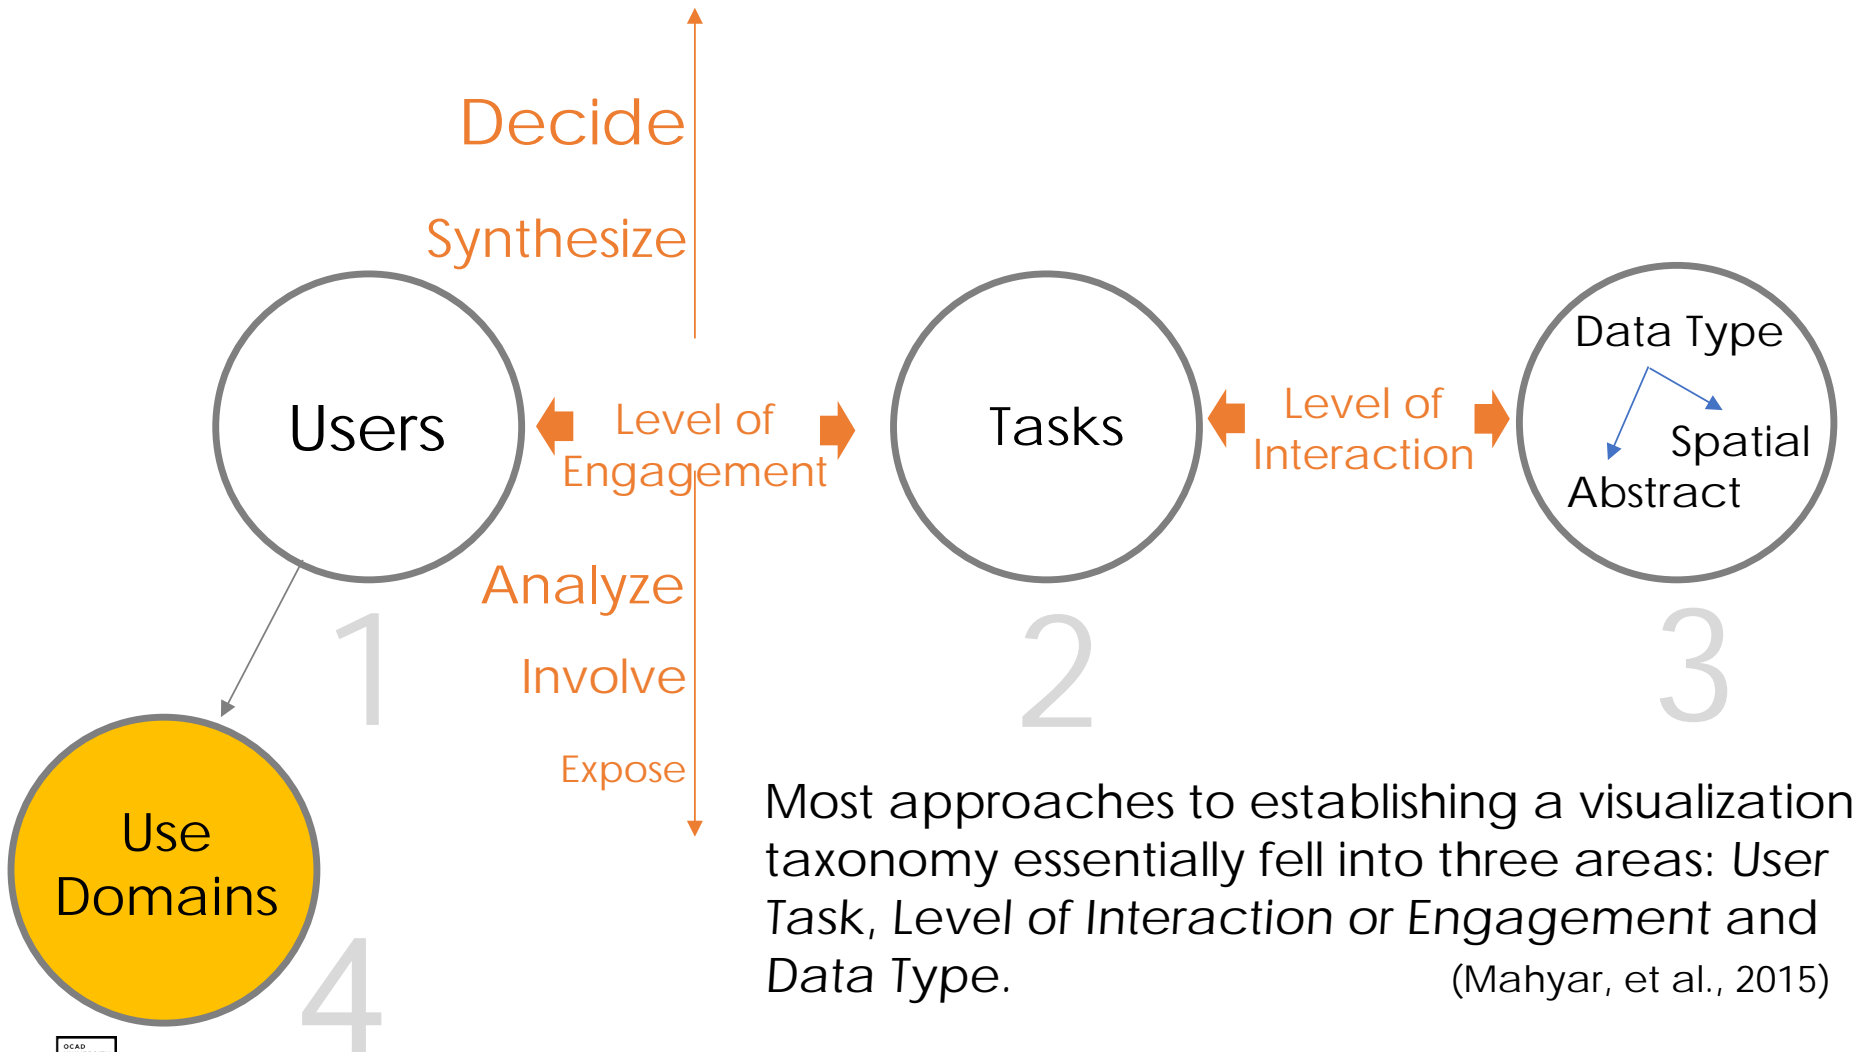 Decide
Synthesize
Users
Level of
Engagement
Tasks
Level of
Interaction
Data Type
Spatial
Abstract
Analyze
Involve
Expose
1
2
3
Use
Domains
4
Most approaches to establishing a visualization
taxonomy essentially fell into three areas: User
Task, Level of Interaction or Engagement and
Data Type. (Mahyar, et al., 2015)
OCAD